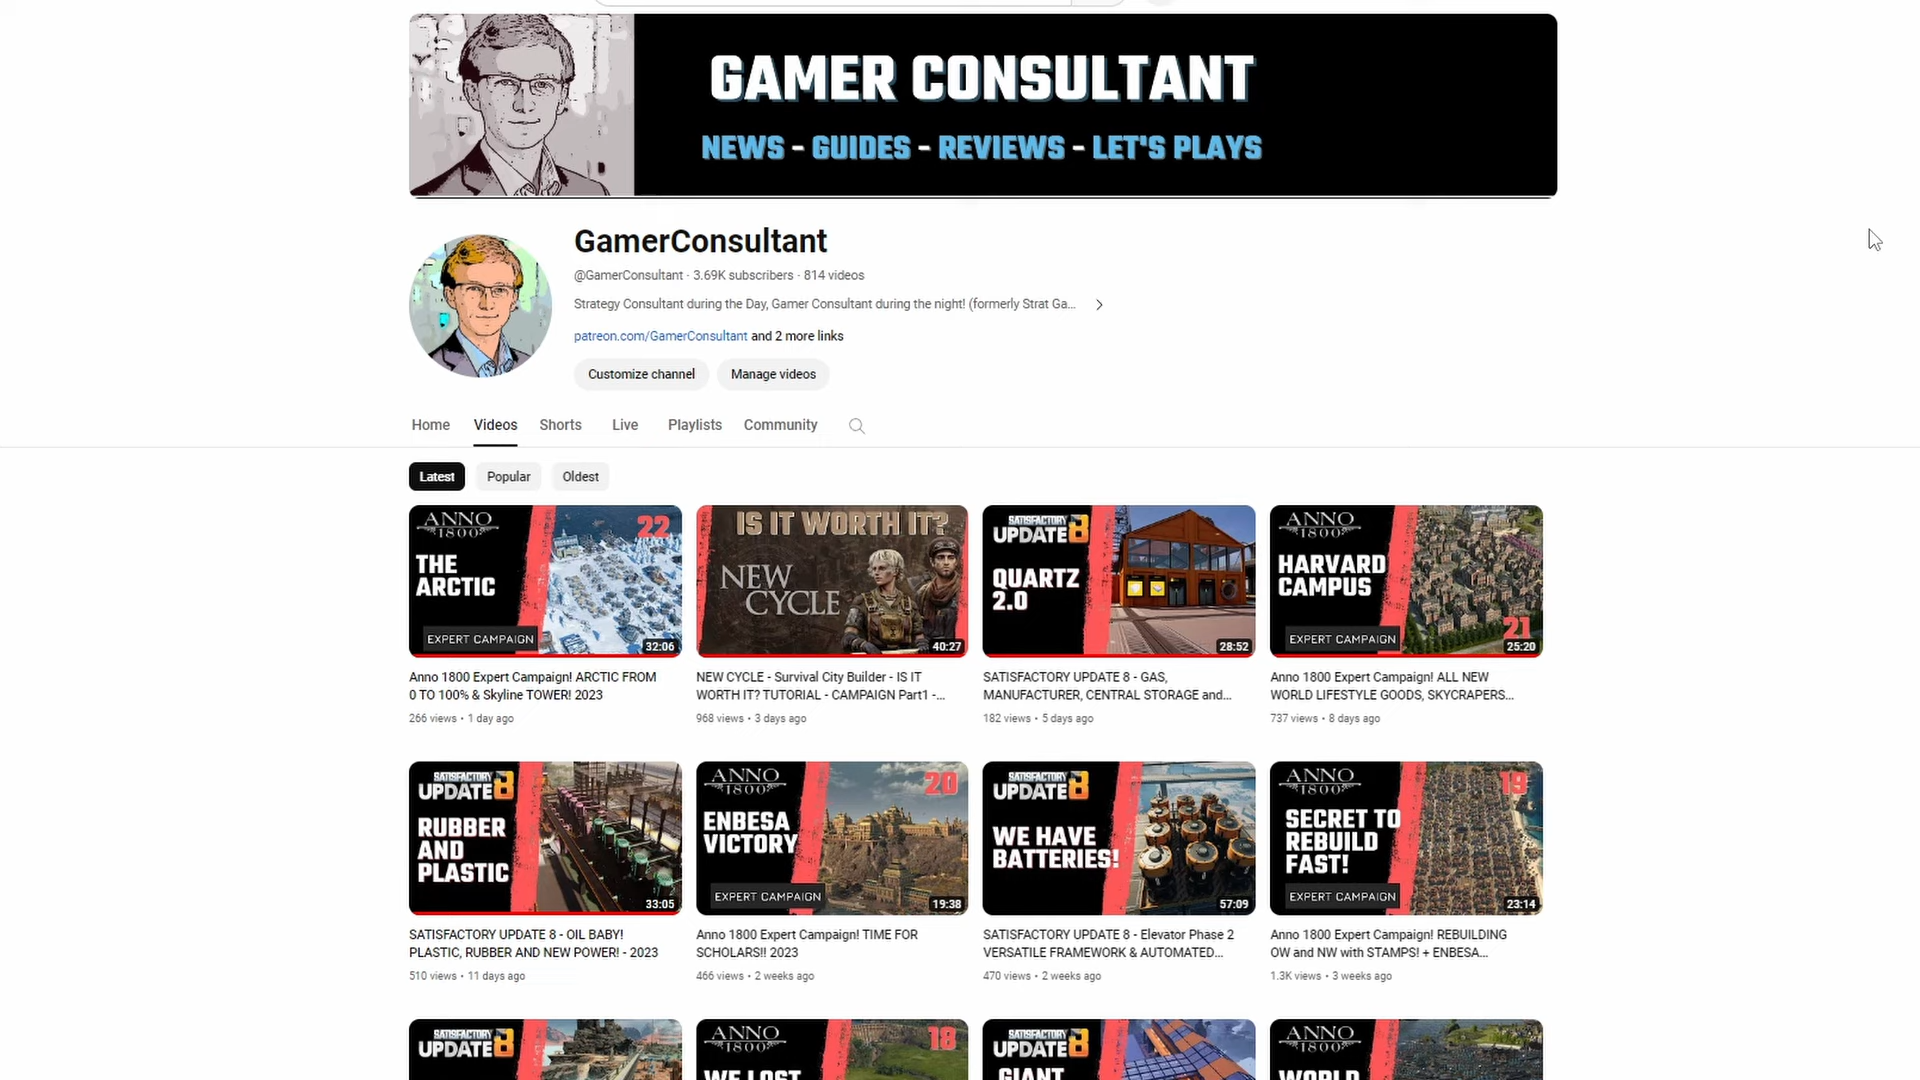 GAMER CONSULTANT
NEWS - GUIDES - REVIEWS - LET'S PLAYS
GamerConsultant
@GamerConsultant · 3.69K subscribers · 814 videos
Strategy Consultant during the Day, Gamer Consultant during the night! (formerly Strat Ga...
patreon.com/GamerConsultant and 2 more links
Customize channel
Manage videos
Home
Videos
Shorts
Live
Playlists
Community
Latest
Popular
Oldest
ANNO
1800
22
THE
ARCTIC
EXPERT CAMPAIGN
32:06
Anno 1800 Expert Campaign! ARCTIC FROM
0 TO 100% & Skyline TOWER! 2023
266 views • 1 day ago
IS IT WORTH IT?
NEW
CYCLE
40:27
NEW CYCLE - Survival City Builder - IS IT
WORTH IT? TUTORIAL - CAMPAIGN Part1 -...
968 views • 3 days ago
SATISFACTORY
UPDATE 8
QUARTZ
2.0
28:52
SATISFACTORY UPDATE 8 - GAS,
MANUFACTURER, CENTRAL STORAGE and...
182 views • 5 days ago
ANNO
1800
HARVARD
CAMPUS
21
EXPERT CAMPAIGN
25:20
Anno 1800 Expert Campaign! ALL NEW
WORLD LIFESTYLE GOODS, SKYCRAPERS...
737 views • 8 days ago
SATISFACTORY
UPDATE 8
RUBBER
AND
PLASTIC
33:05
SATISFACTORY UPDATE 8 - OIL BABY!
PLASTIC, RUBBER AND NEW POWER! - 2023
510 views • 11 days ago
ANNO
1800
20
ENBESA
VICTORY
EXPERT CAMPAIGN
19:38
Anno 1800 Expert Campaign! TIME FOR
SCHOLARS!! 2023
466 views • 2 weeks ago
SATISFACTORY
UPDATE 8
WE HAVE
BATTERIES!
57:09
SATISFACTORY UPDATE 8 - Elevator Phase 2
VERSATILE FRAMEWORK & AUTOMATED...
470 views • 2 weeks ago
ANNO
1800
19
SECRET TO
REBUILD
FAST!
EXPERT CAMPAIGN
23:14
Anno 1800 Expert Campaign! REBUILDING
OW and NW with STAMPS! + ENBESA...
1.3K views • 3 weeks ago
SATISFACTORY
UPDATE 8
ANNO
1800
18
WE LOST
SATISFACTORY
UPDATE 8
GIANT
ANNO
1800
WORLD